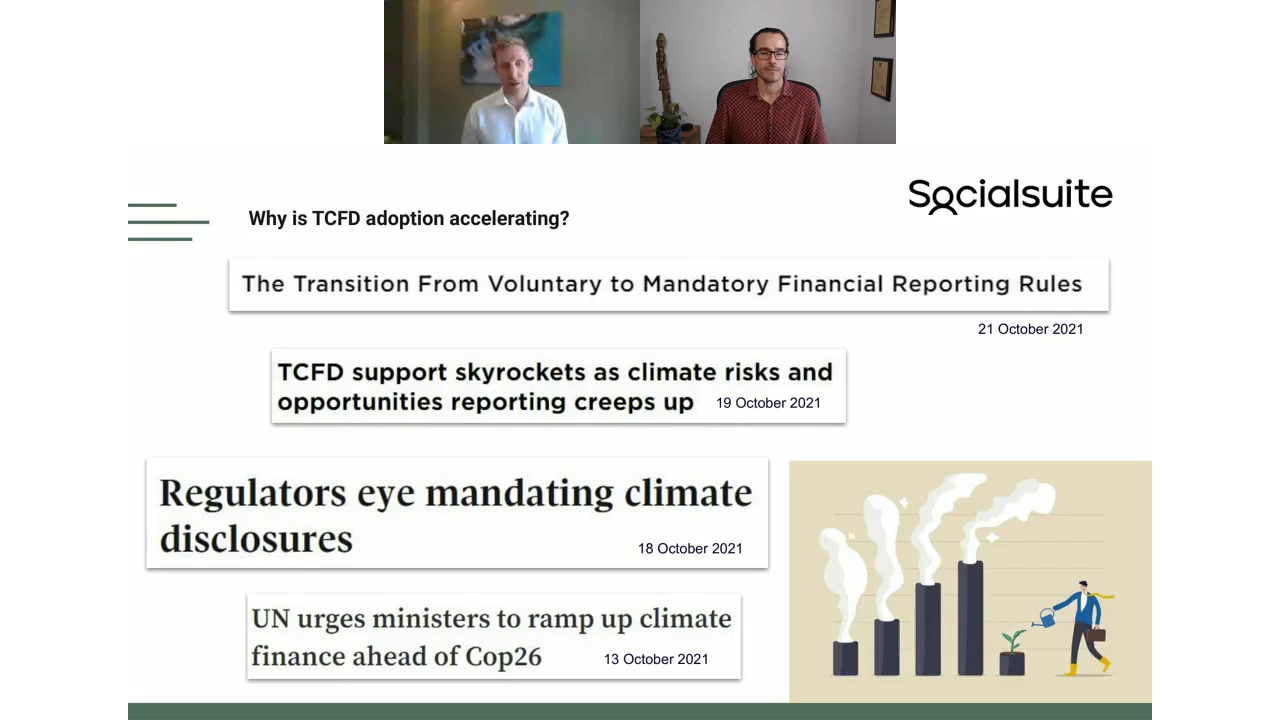 Socialsuite
Why is TCFD adoption accelerating?
The Transition From Voluntary to Mandatory Financial Reporting Rules
21 October 2021
TCFD support skyrockets as climate risks and
opportunities reporting creeps up 19 October 2021
Regulators eye mandating climate
disclosures
18 October 2021
UN urges ministers to ramp up climate
finance ahead of Cop26
13 October 2021